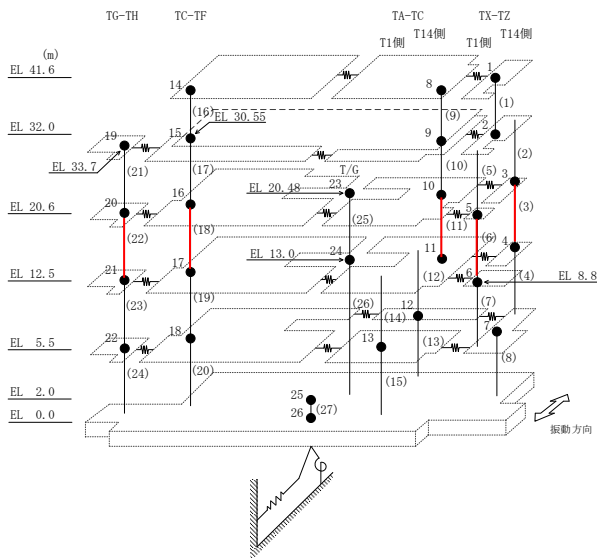 TG-TH TC-TF TA-TC TX-TZ
T1側 T14側 T1側 T14側
(m)
EL 41.6
14 8 1
(16) EL 30.55 (9) (1)
EL 32.0
19 15 9 2
EL 33.7 (21) (17) (10) (2)
T/G
16 23 10 (5) 3
EL 20.6 20 EL 20.48 5 (3)
(22) (18) (25) (11)
EL 13.0 24 11 (6) 4
EL 12.5 21 17 (12) 6 (4) EL 8.8
(23) (19) (26) 12 (7)
(14) 7
EL 5.5 22 18 13 (13) (8)
(24) (20) (15)
EL 2.0
25
EL 0.0 26 (27)
振動方向